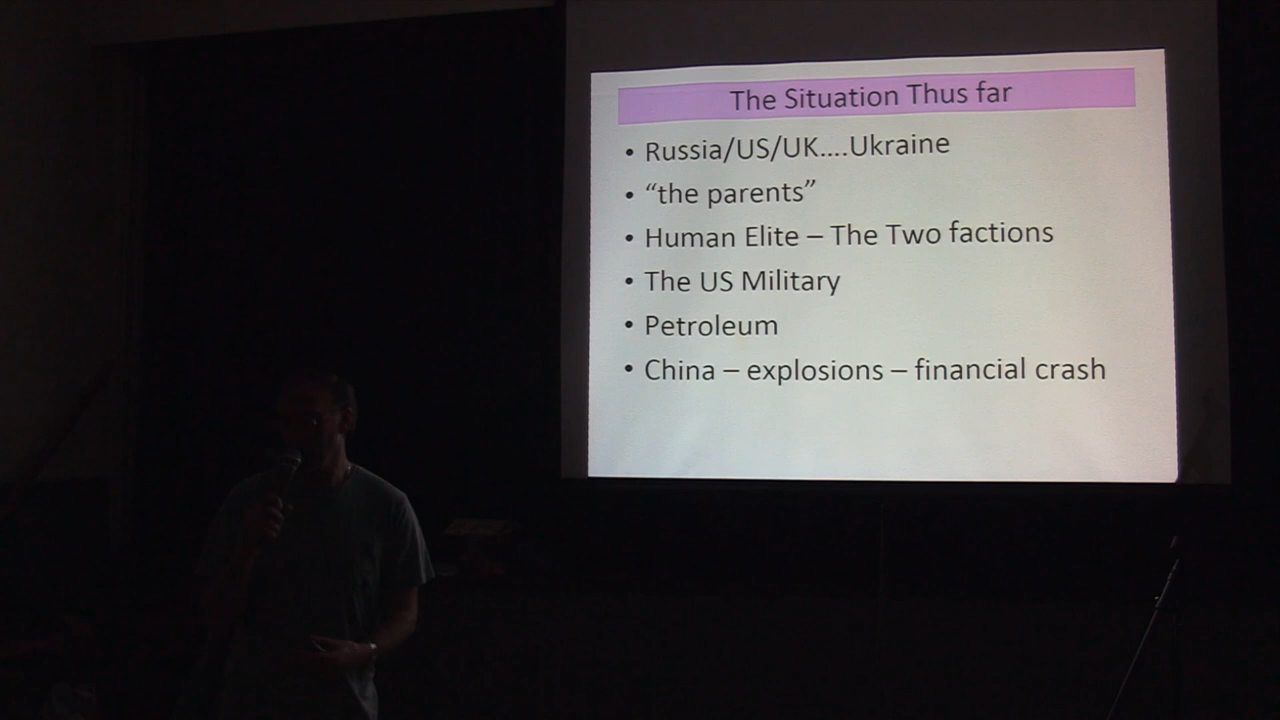 The Situation Thus far
• Russia/US/UK....Ukraine
• “the parents”
• Human Elite – The Two factions
• The US Military
• Petroleum
• China – explosions – financial crash